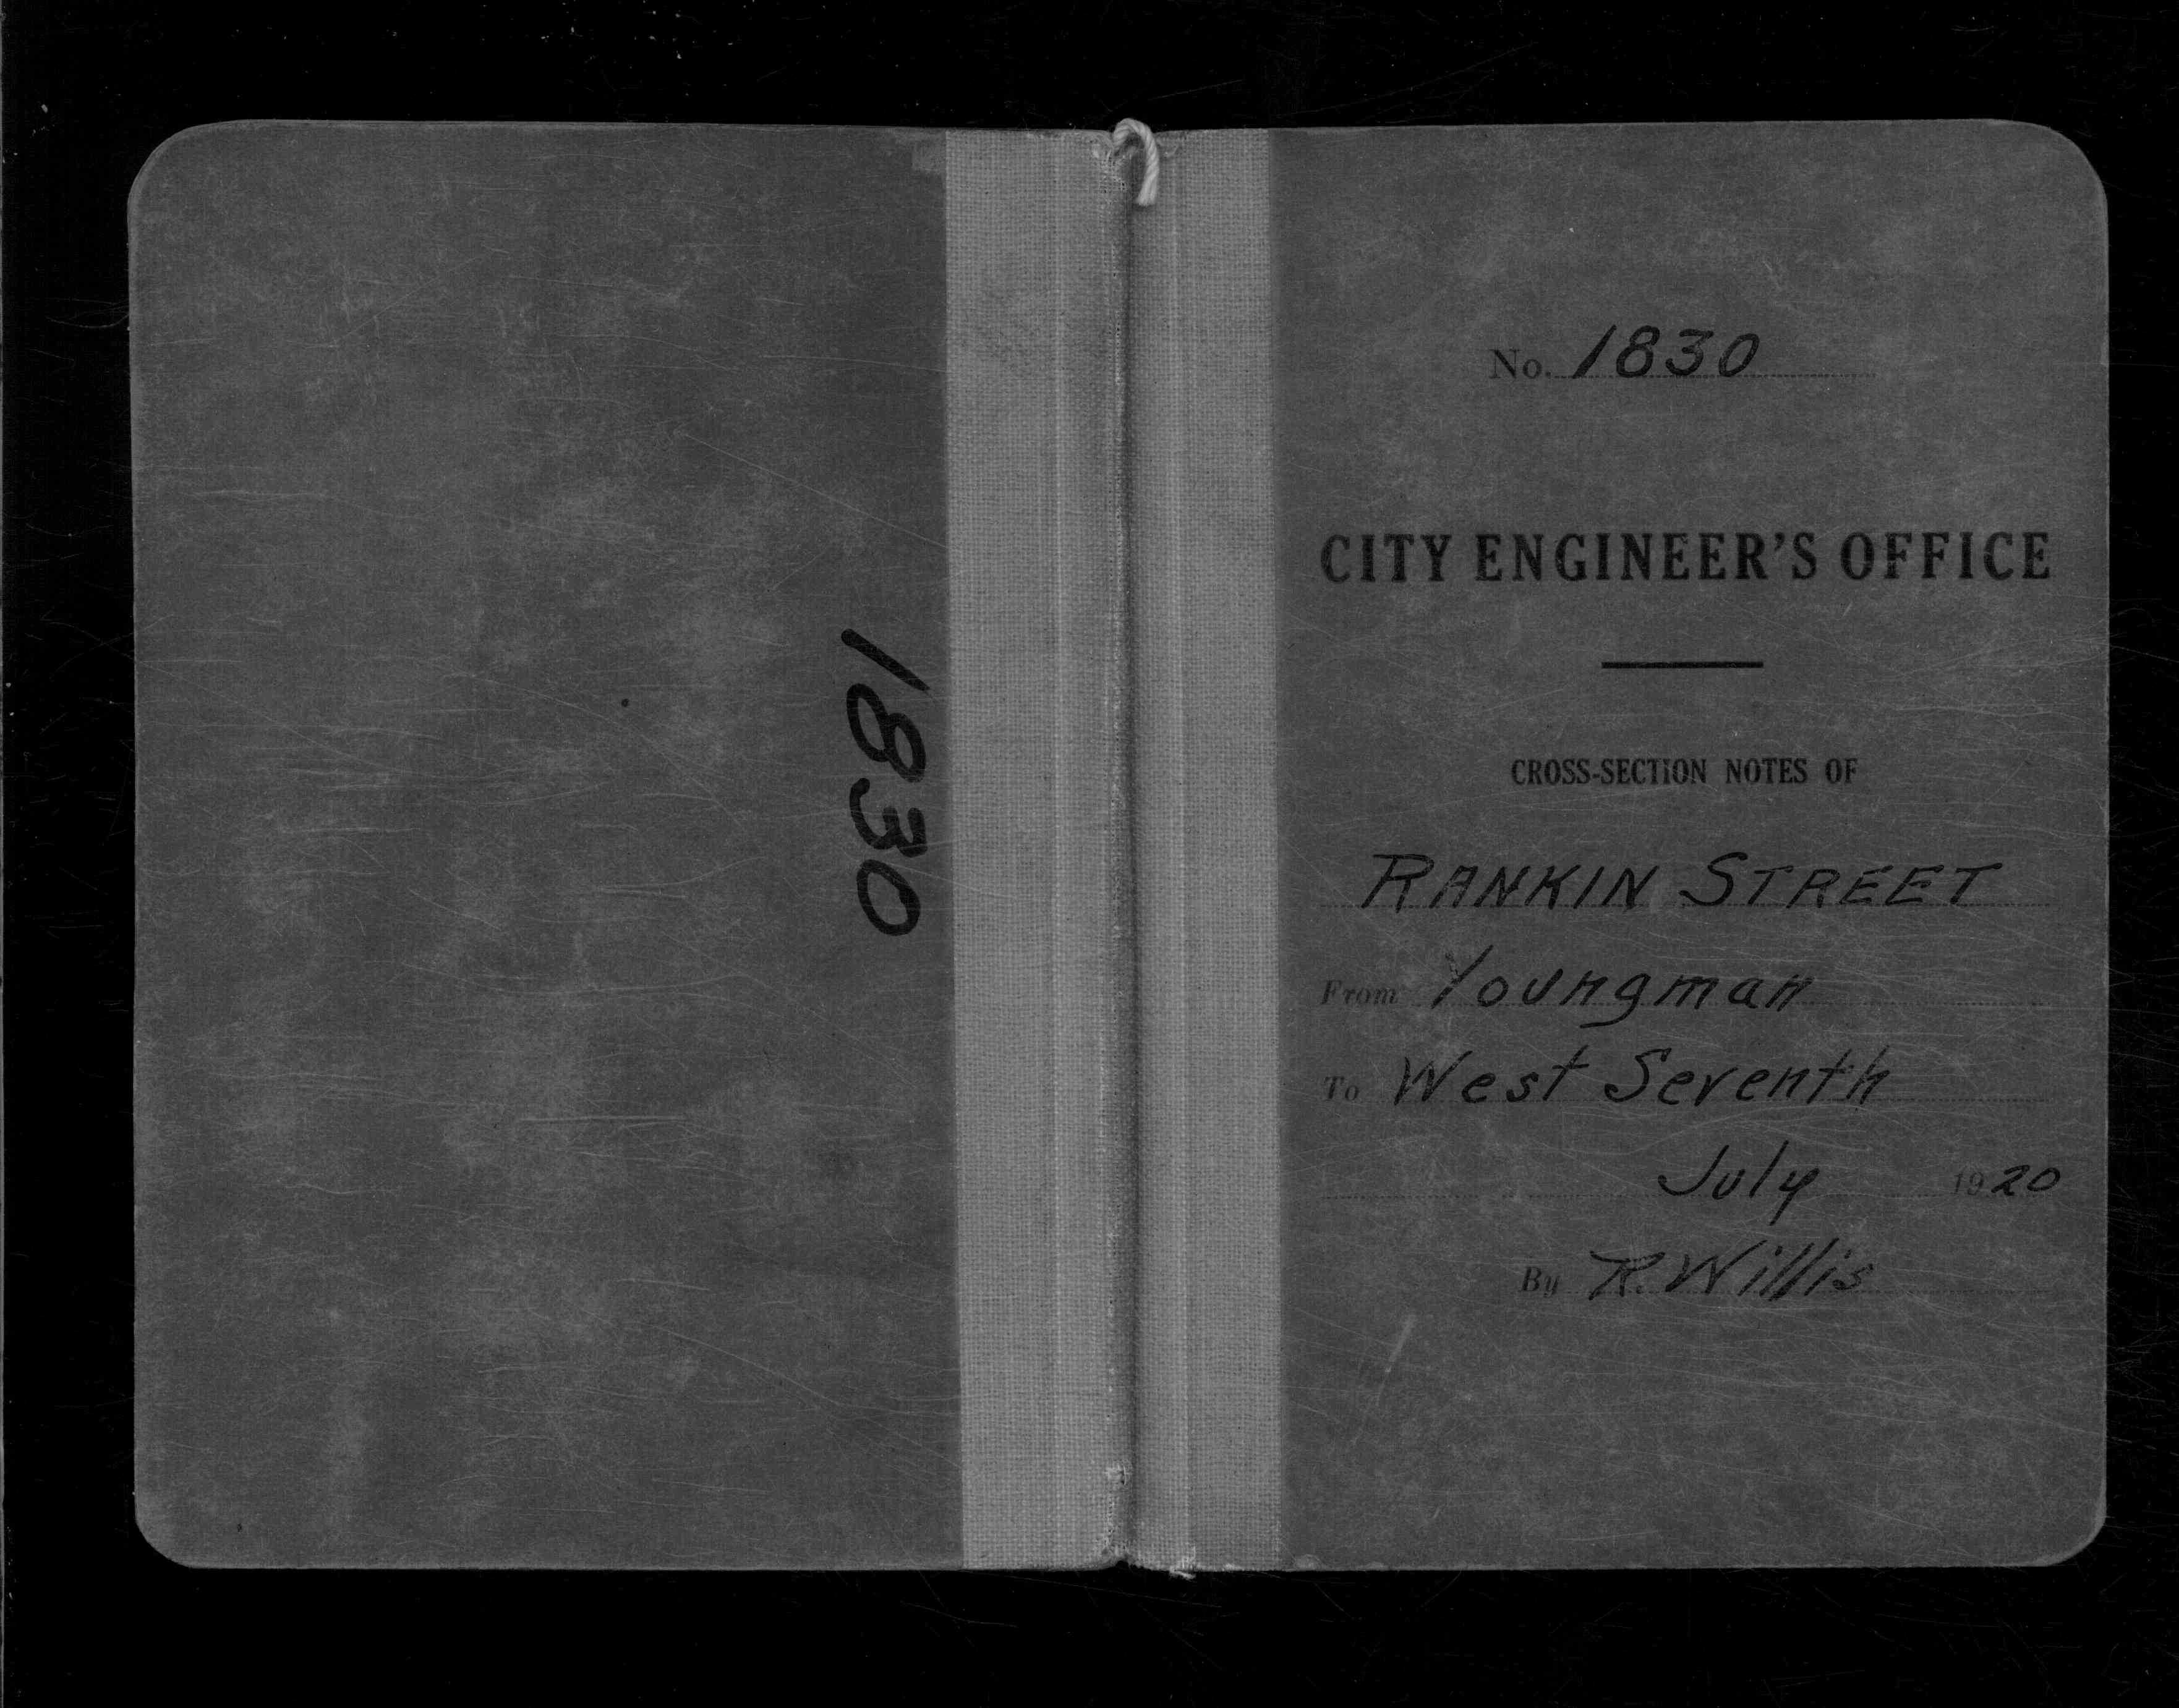 1830
No. 1830
CITY ENGINEER'S OFFICE
CROSS-SECTION NOTES OF
RANKIN STREET
From Youngman
To West Seventh
July 1920
By R. Willis